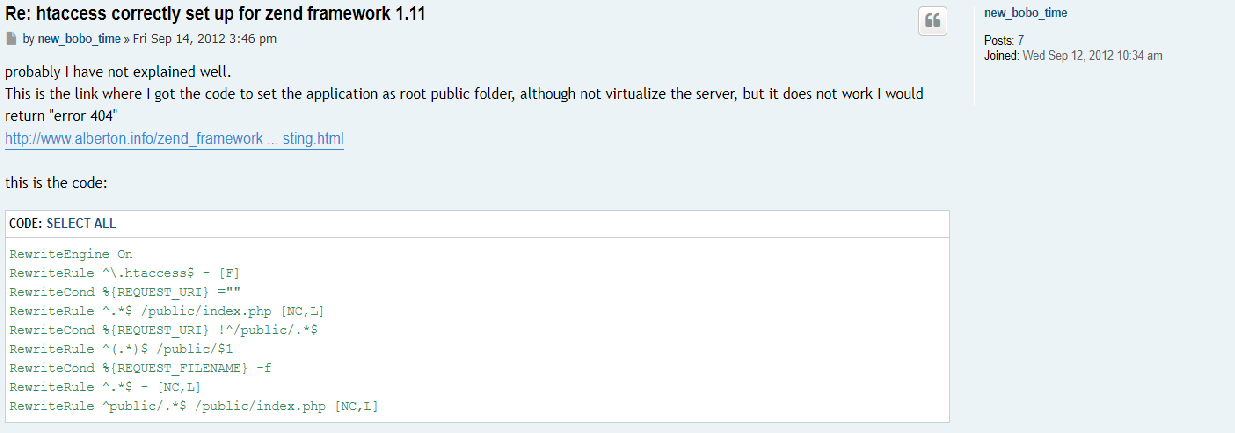 Re: htaccess correctly set up for zend framework 1.11
by new_bobo_time » Fri Sep 14, 2012 3:46 pm
probably I have not explained well.
This is the link where I got the code to set the application as root public folder, although not virtualize the server, but it does not work I would
return "error 404"
http://www.alberton.info/zend_framework ... sting.html
this is the code:
CODE: SELECT ALL
RewriteEngine On
RewriteRule ^\.htaccess$ - [F]
RewriteCond %{REQUEST_URI} =""
RewriteRule ^.*$ /public/index.php [NC,L]
RewriteCond %{REQUEST_URI} !^/public/.*$
RewriteRule ^(.*)$ /public/$1
RewriteCond %{REQUEST_FILENAME} -f
RewriteRule ^.*$ - [NC,L]
RewriteRule ^public/.*$ /public/index.php [NC,L]
new_bobo_time
Posts: 7
Joined: Wed Sep 12, 2012 10:34 am